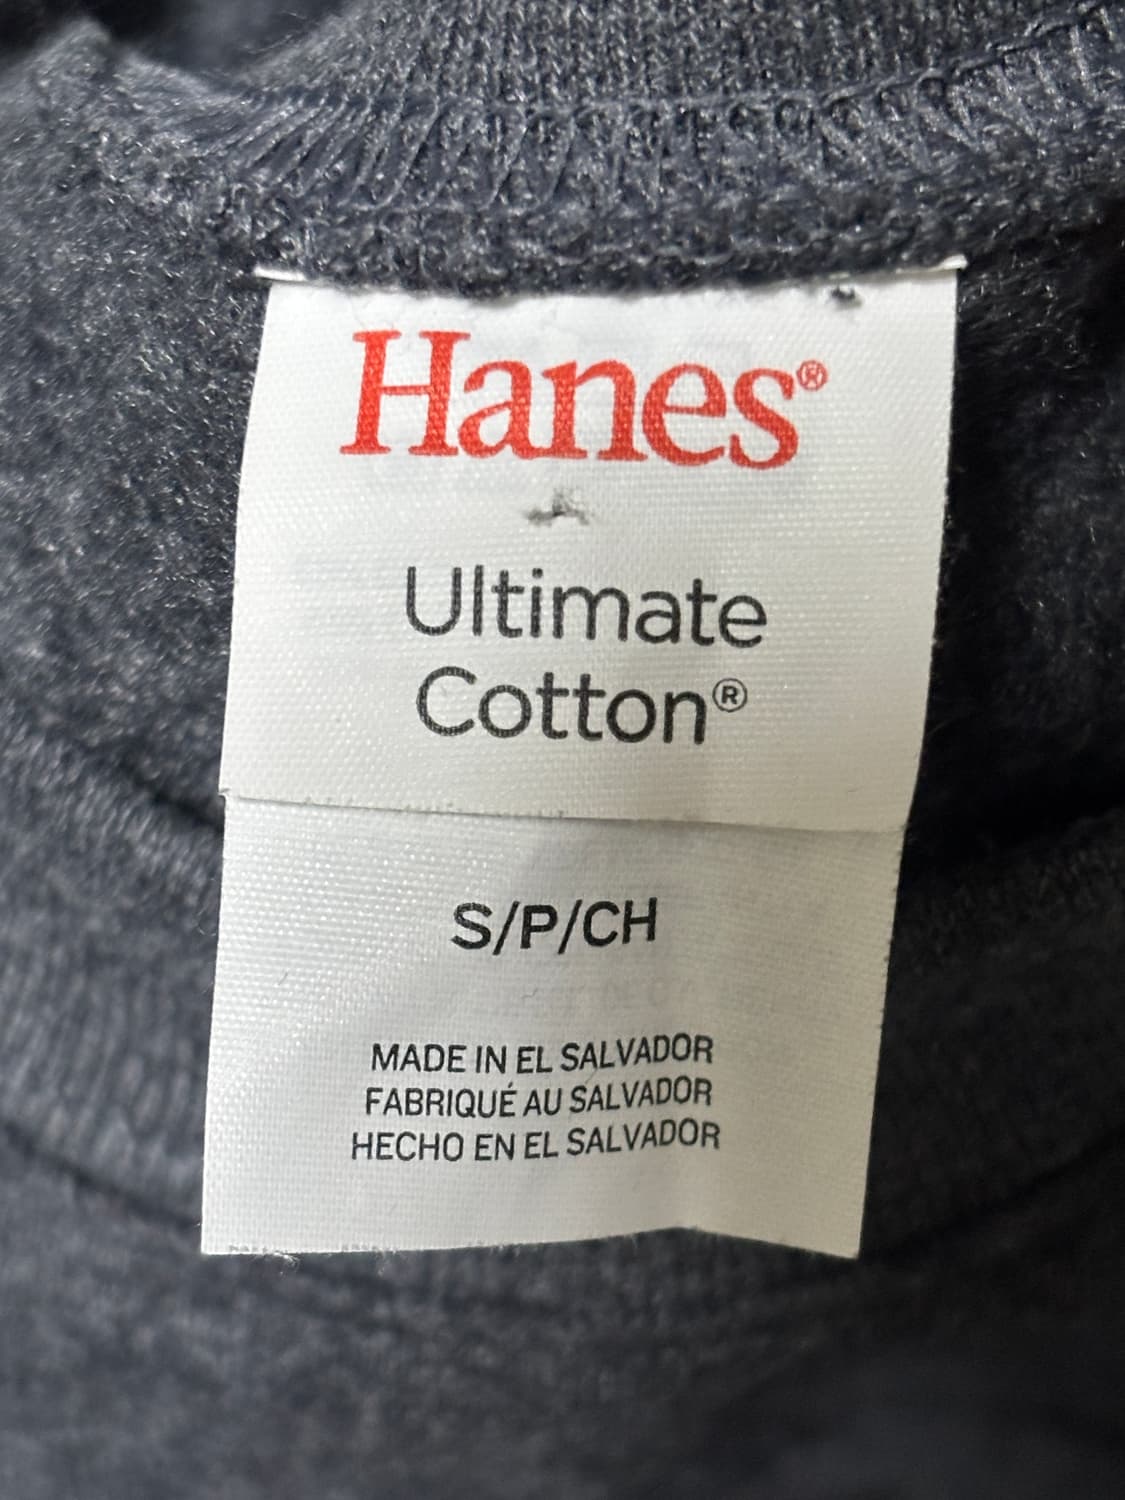 Hanes®
Ultimate
Cotton®
S/P/CH
MADE IN EL SALVADOR
FABRIQUÉ AU SALVADOR
HECHO EN EL SALVADOR